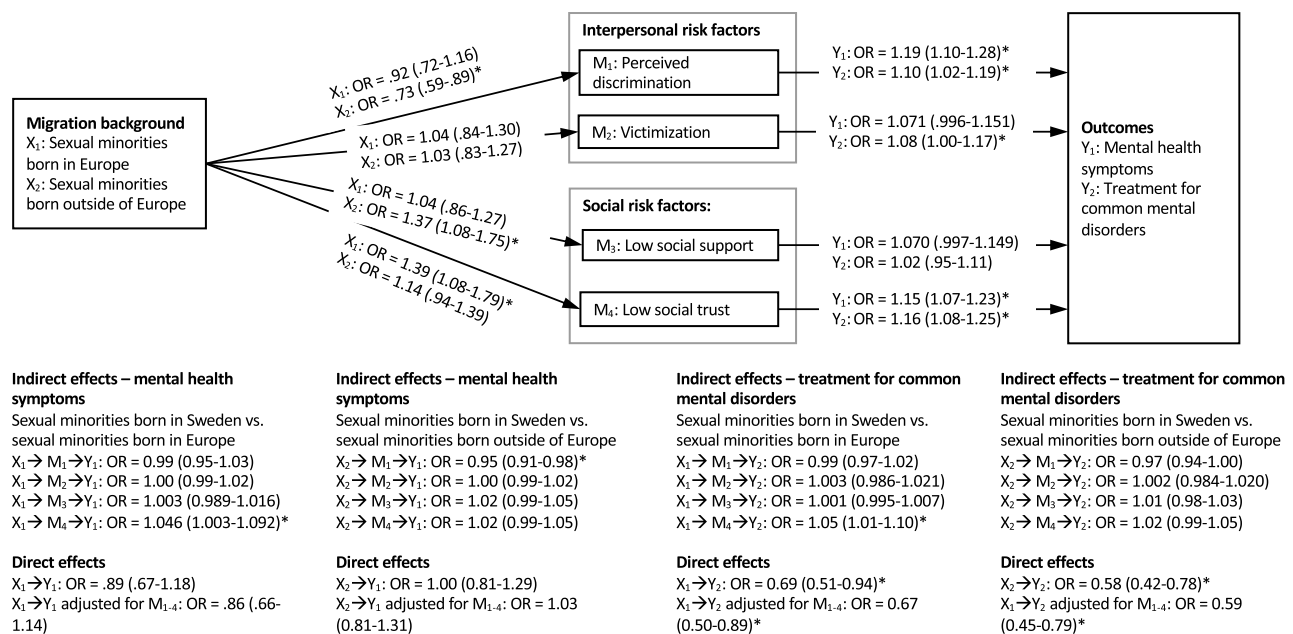 Migration background
X₁: Sexual minorities
born in Europe
X₂: Sexual minorities
born outside of Europe
X₁: OR = .92 (.72-1.16)
X₂: OR = .73 (.59-.89)*
X₁: OR = 1.04 (.84-1.30)
X₂: OR = 1.03 (.83-1.27)
X₁: OR = 1.04 (.86-1.27)
X₂: OR = 1.37 (1.08-1.75)*
X₁: OR = 1.39 (1.08-1.79)*
X₂: OR = 1.14 (.94-1.39)
Interpersonal risk factors
M₁: Perceived
discrimination
M₂: Victimization
Social risk factors:
M₃: Low social support
M₄: Low social trust
Y₁: OR = 1.19 (1.10-1.28)*
Y₂: OR = 1.10 (1.02-1.19)*
Y₁: OR = 1.071 (.996-1.151)
Y₂: OR = 1.08 (1.00-1.17)*
Y₁: OR = 1.070 (.997-1.149)
Y₂: OR = 1.02 (.95-1.11)
Y₁: OR = 1.15 (1.07-1.23)*
Y₂: OR = 1.16 (1.08-1.25)*
Outcomes
Y₁: Mental health
symptoms
Y₂: Treatment for
common mental
disorders
Indirect effects – mental health
symptoms
Sexual minorities born in Sweden vs.
sexual minorities born in Europe
X₁→ M₁→Y₁: OR = 0.99 (0.95-1.03)
X₁→ M₂→Y₁: OR = 1.00 (0.99-1.02)
X₁→ M₃→Y₁: OR = 1.003 (0.989-1.016)
X₁→ M₄→Y₁: OR = 1.046 (1.003-1.092)*
Direct effects
X₁→Y₁: OR = .89 (.67-1.18)
X₁→Y₁ adjusted for M₁₋₄: OR = .86 (.66-
1.14)
Indirect effects – mental health
symptoms
Sexual minorities born in Sweden vs.
sexual minorities born outside of Europe
X₂→ M₁→Y₁: OR = 0.95 (0.91-0.98)*
X₂→ M₂→Y₁: OR = 1.00 (0.99-1.02)
X₂→ M₃→Y₁: OR = 1.02 (0.99-1.05)
X₂→ M₄→Y₁: OR = 1.02 (0.99-1.05)
Direct effects
X₂→Y₁: OR = 1.00 (0.81-1.29)
X₂→Y₁ adjusted for M₁₋₄: OR = 1.03
(0.81-1.31)
Indirect effects – treatment for common
mental disorders
Sexual minorities born in Sweden vs.
sexual minorities born in Europe
X₁→ M₁→Y₂: OR = 0.99 (0.97-1.02)
X₁→ M₂→Y₂: OR = 1.003 (0.986-1.021)
X₁→ M₃→Y₂: OR = 1.001 (0.995-1.007)
X₁→ M₄→Y₂: OR = 1.05 (1.01-1.10)*
Direct effects
X₁→Y₂: OR = 0.69 (0.51-0.94)*
X₁→Y₂ adjusted for M₁₋₄: OR = 0.67
(0.50-0.89)*
Indirect effects – treatment for common
mental disorders
Sexual minorities born in Sweden vs.
sexual minorities born outside of Europe
X₂→ M₁→Y₂: OR = 0.97 (0.94-1.00)
X₂→ M₂→Y₂: OR = 1.002 (0.984-1.020)
X₂→ M₃→Y₂: OR = 1.01 (0.98-1.03)
X₂→ M₄→Y₂: OR = 1.02 (0.99-1.05)
Direct effects
X₂→Y₂: OR = 0.58 (0.42-0.78)*
X₁→Y₂ adjusted for M₁₋₄: OR = 0.59
(0.45-0.79)*